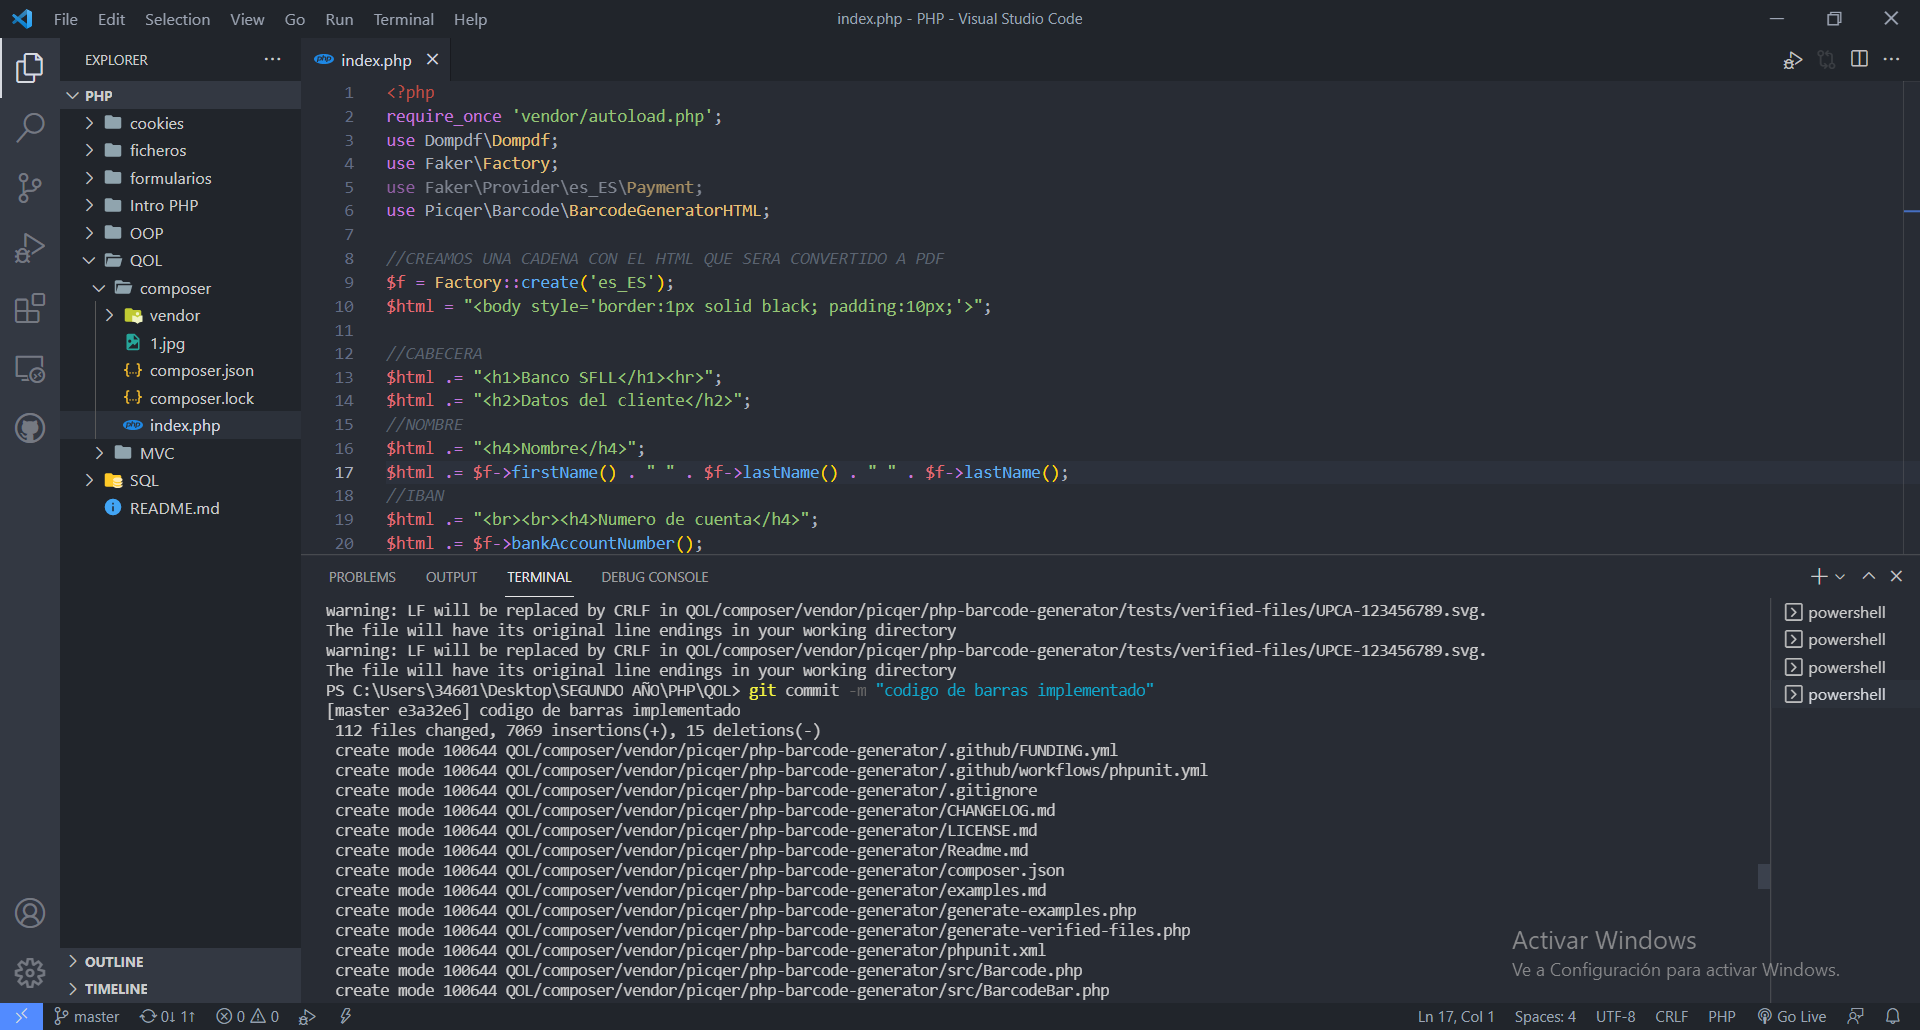 File Edit Selection View Go Run Terminal Help
index.php - PHP - Visual Studio Code
EXPLORER
PHP
cookies
ficheros
formularios
Intro PHP
OOP
QOL
composer
vendor
1.jpg
composer.json
composer.lock
index.php
MVC
SQL
README.md
OUTLINE
TIMELINE
index.php
1 <?php
2 require_once 'vendor/autoload.php';
3 use Dompdf\Dompdf;
4 use Faker\Factory;
5 use Faker\Provider\es_ES\Payment;
6 use Picqer\Barcode\BarcodeGeneratorHTML;
7
8 //CREAMOS UNA CADENA CON EL HTML QUE SERA CONVERTIDO A PDF
9 $f = Factory::create('es_ES');
10 $html = "<body style='border:1px solid black; padding:10px;'>";
11
12 //CABECERA
13 $html .= "<h1>Banco SFLL</h1><hr>";
14 $html .= "<h2>Datos del cliente</h2>";
15 //NOMBRE
16 $html .= "<h4>Nombre</h4>";
17 $html .= $f->firstName() . " " . $f->lastName() . " " . $f->lastName();
18 //IBAN
19 $html .= "<br><br><h4>Numero de cuenta</h4>";
20 $html .= $f->bankAccountNumber();
PROBLEMS OUTPUT TERMINAL DEBUG CONSOLE
warning: LF will be replaced by CRLF in QOL/composer/vendor/picqer/php-barcode-generator/tests/verified-files/UPCA-123456789.svg.
The file will have its original line endings in your working directory
warning: LF will be replaced by CRLF in QOL/composer/vendor/picqer/php-barcode-generator/tests/verified-files/UPCE-123456789.svg.
The file will have its original line endings in your working directory
PS C:\Users\34601\Desktop\SEGUNDO AÑO\PHP\QOL> git commit -m "codigo de barras implementado"
[master e3a32e6] codigo de barras implementado
112 files changed, 7069 insertions(+), 15 deletions(-)
create mode 100644 QOL/composer/vendor/picqer/php-barcode-generator/.github/FUNDING.yml
create mode 100644 QOL/composer/vendor/picqer/php-barcode-generator/.github/workflows/phpunit.yml
create mode 100644 QOL/composer/vendor/picqer/php-barcode-generator/.gitignore
create mode 100644 QOL/composer/vendor/picqer/php-barcode-generator/CHANGELOG.md
create mode 100644 QOL/composer/vendor/picqer/php-barcode-generator/LICENSE.md
create mode 100644 QOL/composer/vendor/picqer/php-barcode-generator/Readme.md
create mode 100644 QOL/composer/vendor/picqer/php-barcode-generator/composer.json
create mode 100644 QOL/composer/vendor/picqer/php-barcode-generator/examples.md
create mode 100644 QOL/composer/vendor/picqer/php-barcode-generator/generate-examples.php
create mode 100644 QOL/composer/vendor/picqer/php-barcode-generator/generate-verified-files.php
create mode 100644 QOL/composer/vendor/picqer/php-barcode-generator/phpunit.xml
create mode 100644 QOL/composer/vendor/picqer/php-barcode-generator/src/Barcode.php
create mode 100644 QOL/composer/vendor/picqer/php-barcode-generator/src/BarcodeBar.php
powershell
powershell
powershell
powershell
Activar Windows
Ve a Configuración para activar Windows.
master 0↓ 1↑ 0 0
Ln 17, Col 1 Spaces: 4 UTF-8 CRLF PHP Go Live